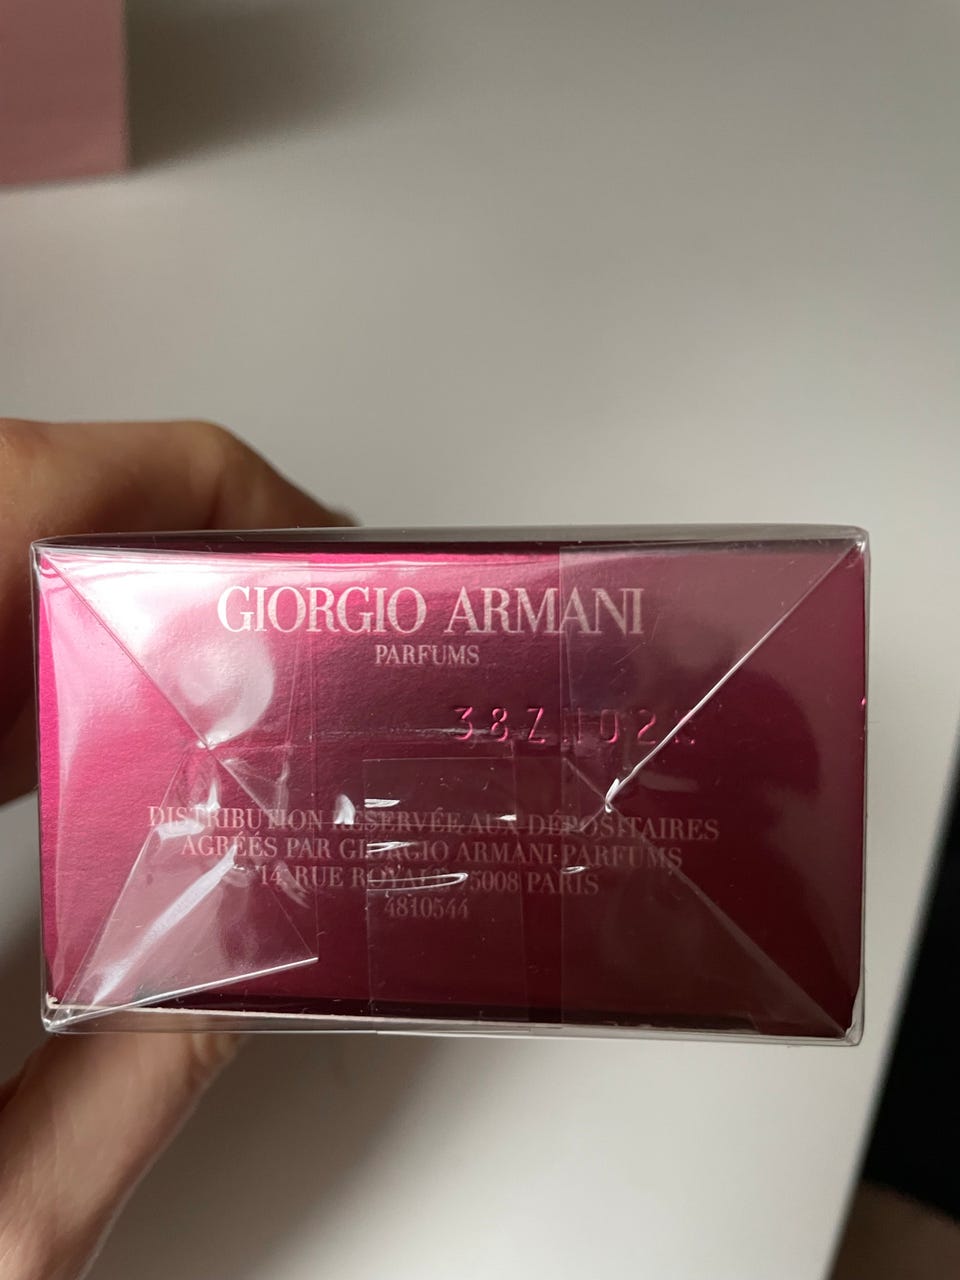 GIORGIO ARMANI
PARFUMS
DISTRIBUTION RÉSERVÉE AUX DÉPOSITAIRES
AGRÉÉS PAR GIORGIO ARMANI PARFUMS
14, RUE ROYALE 75008 PARIS
4810544